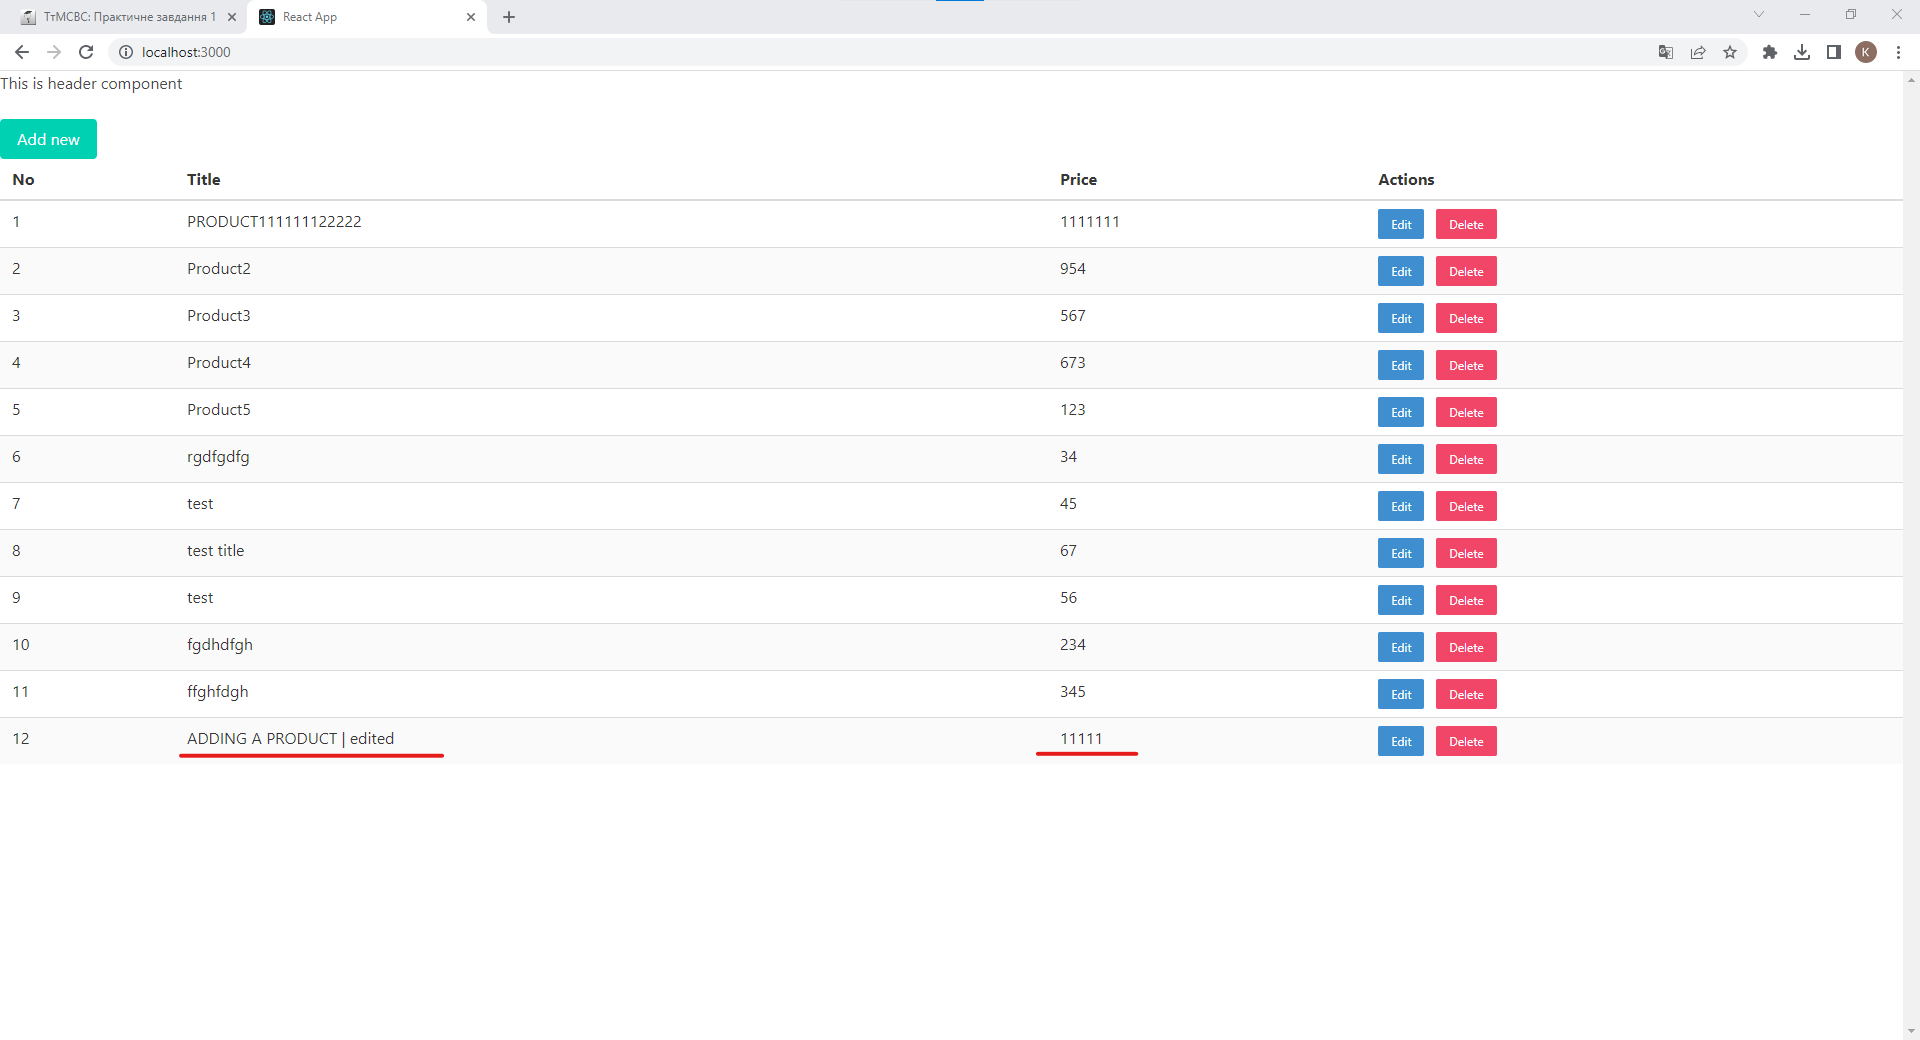 ТтМСВС: Практичне завдання 1
React App
localhost:3000
K
This is header component
Add new
No Title Price Actions
1 PRODUCT111111122222 1111111 Edit Delete
2 Product2 954 Edit Delete
3 Product3 567 Edit Delete
4 Product4 673 Edit Delete
5 Product5 123 Edit Delete
6 rgdfgdfg 34 Edit Delete
7 test 45 Edit Delete
8 test title 67 Edit Delete
9 test 56 Edit Delete
10 fgdhdfgh 234 Edit Delete
11 ffghfdgh 345 Edit Delete
12 ADDING A PRODUCT | edited 11111 Edit Delete